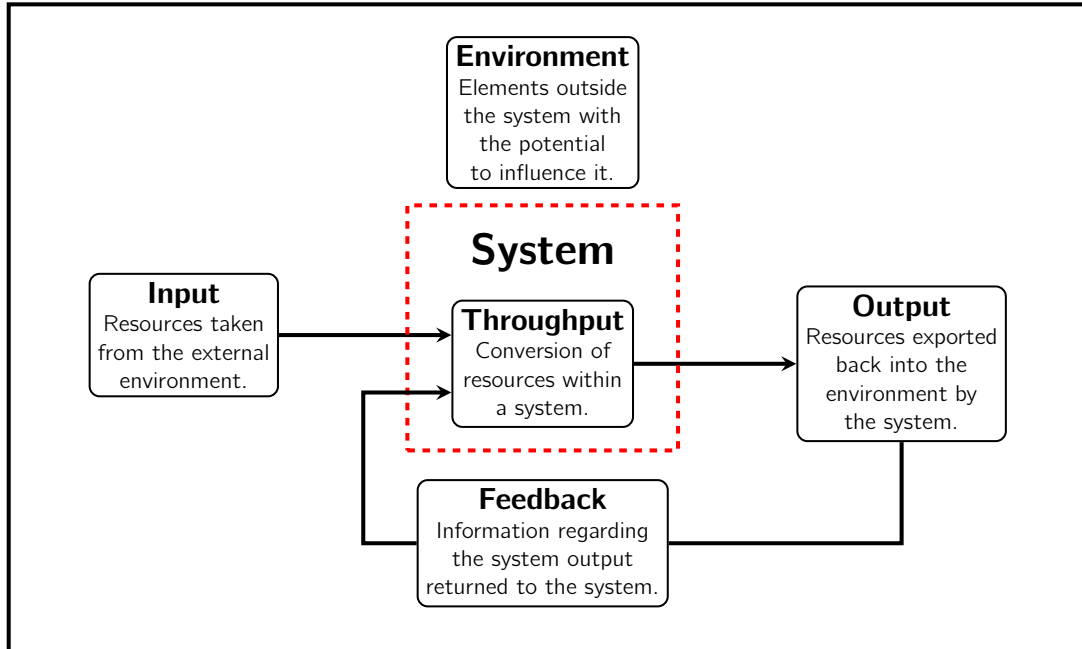 Environment
Elements outside
the system with
the potential
to influence it.
System
Input
Resources taken
from the external
environment.
Throughput
Conversion of
resources within
a system.
Output
Resources exported
back into the
environment by
the system.
Feedback
Information regarding
the system output
returned to the system.